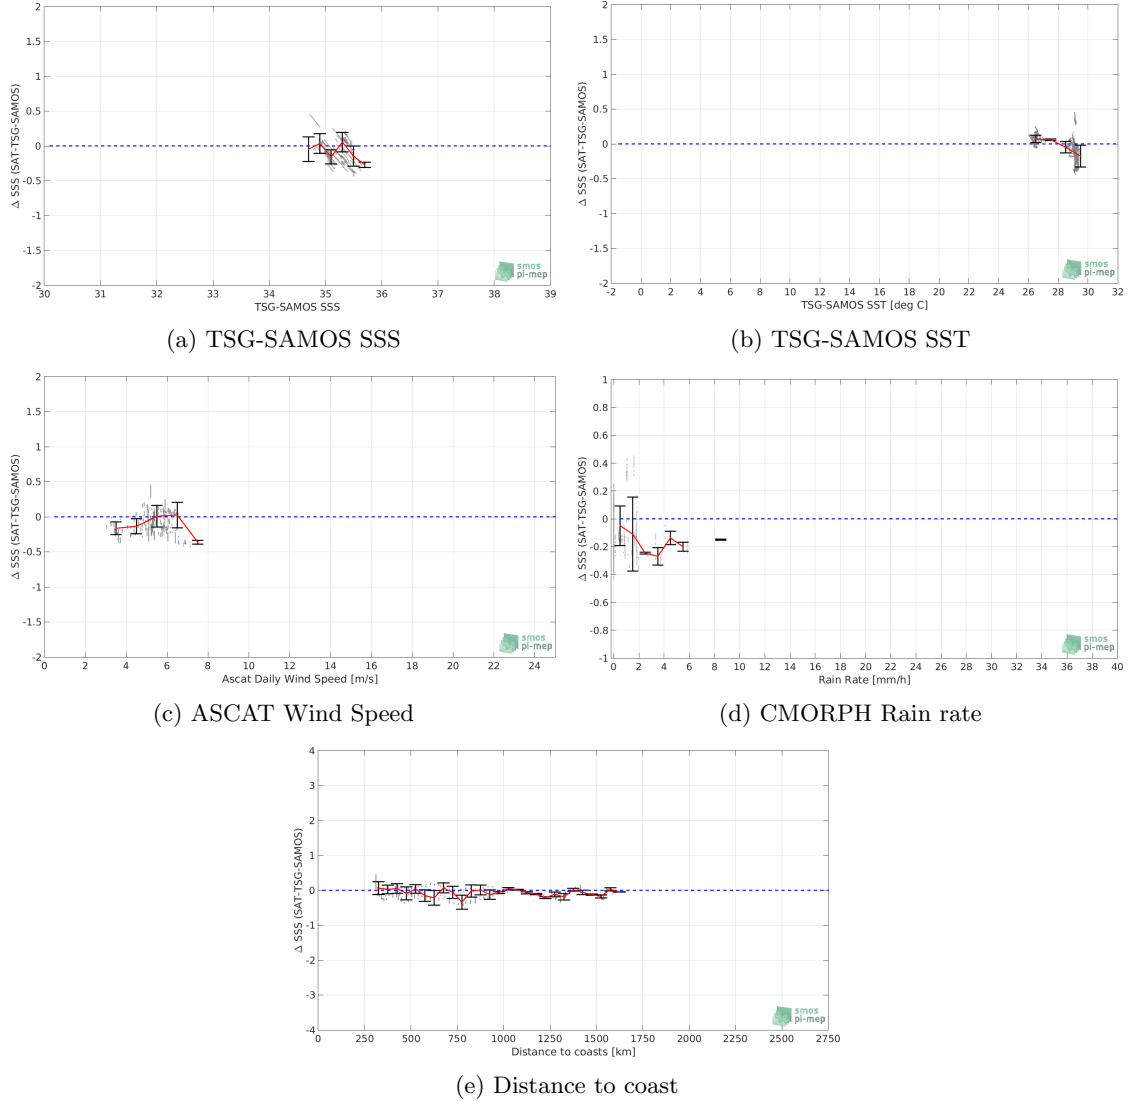 2
1.5
1
0.5
0
-0.5
-1
-1.5
-2
Δ SSS (SAT-TSG-SAMOS)
30 31 32 33 34 35 36 37 38 39
TSG-SAMOS SSS
smos
pi-mep
(a) TSG-SAMOS SSS
2
1.5
1
0.5
0
-0.5
-1
-1.5
-2
Δ SSS (SAT-TSG-SAMOS)
-2 0 2 4 6 8 10 12 14 16 18 20 22 24 26 28 30 32
TSG-SAMOS SST [deg C]
smos
pi-mep
(b) TSG-SAMOS SST
2
1.5
1
0.5
0
-0.5
-1
-1.5
-2
Δ SSS (SAT-TSG-SAMOS)
0 2 4 6 8 10 12 14 16 18 20 22 24
Ascat Daily Wind Speed [m/s]
smos
pi-mep
(c) ASCAT Wind Speed
1
0.8
0.6
0.4
0.2
0
-0.2
-0.4
-0.6
-0.8
-1
Δ SSS (SAT-TSG-SAMOS)
0 2 4 6 8 10 12 14 16 18 20 22 24 26 28 30 32 34 36 38 40
Rain Rate [mm/h]
smos
pi-mep
(d) CMORPH Rain rate
4
3
2
1
0
-1
-2
-3
-4
Δ SSS (SAT-TSG-SAMOS)
0 250 500 750 1000 1250 1500 1750 2000 2250 2500 2750
Distance to coasts [km]
smos
pi-mep
(e) Distance to coast